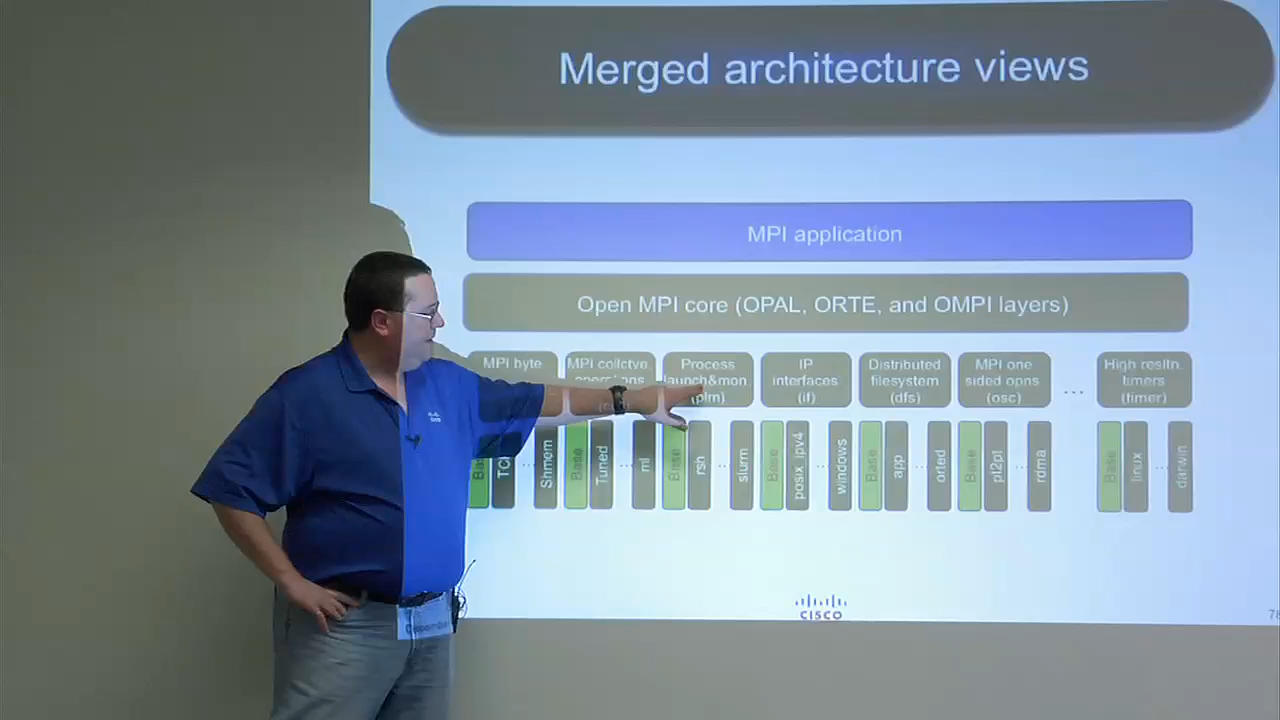 Merged architecture views
MPI application
Open MPI core (OPAL, ORTE, and OMPI layers)
MPI byte
MPI collctve
operations
Process
launch&mon
(plm)
IP
interfaces
(if)
Distributed
filesystem
(dfs)
MPI one
sided opns
(osc)
...
High resltn.
timers
(timer)
Base
...
Shmem
Base
Tuned
...
ml
Base
rsh
...
slurm
Base
posix_ipv4
...
windows
Base
app
...
orted
Base
pt2pt
...
rdma
Base
linux
...
darwin
CISCO